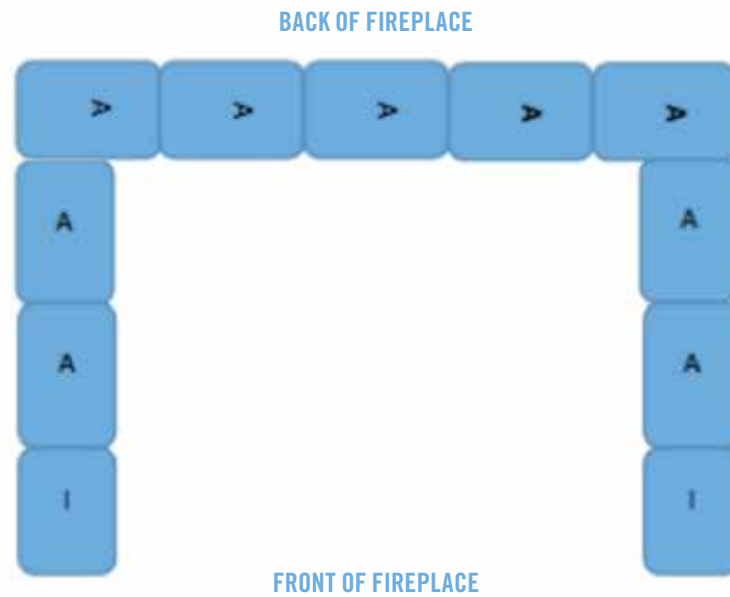 BACK OF FIREPLACE
A A A A A
A A
A A
I I
FRONT OF FIREPLACE